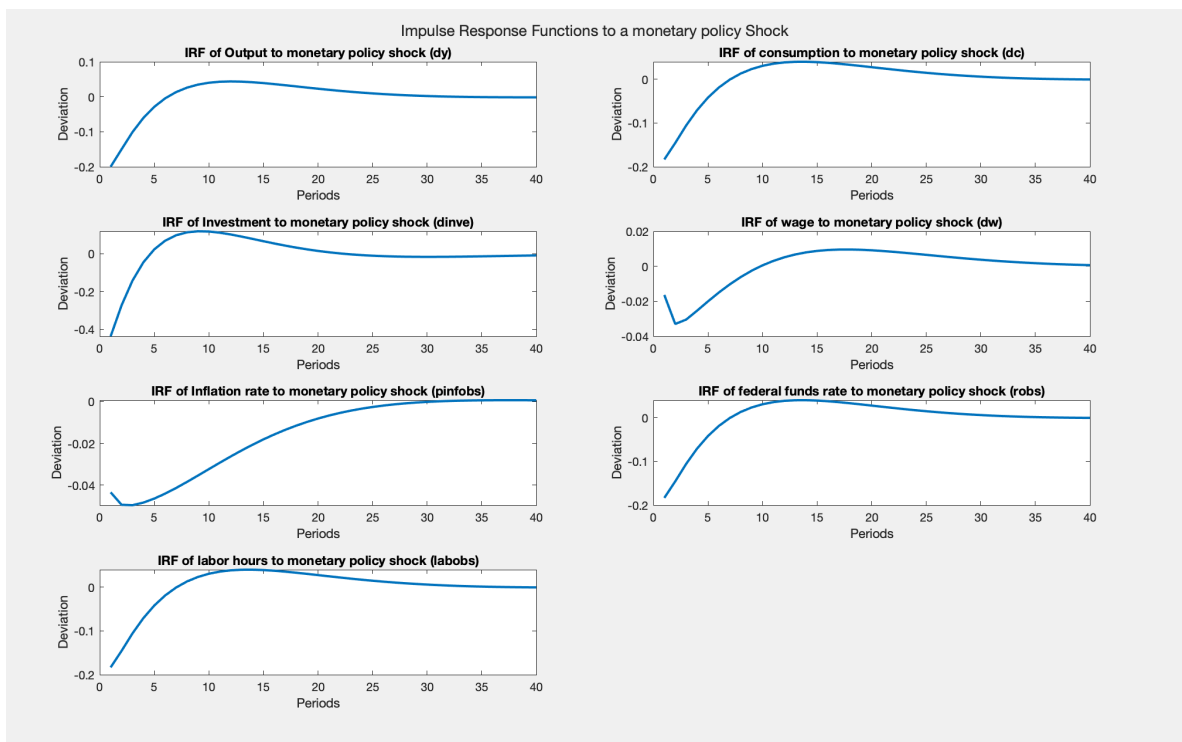 Impulse Response Functions to a monetary policy Shock
IRF of Output to monetary policy shock (dy)
0.1
0
-0.1
-0.2
Deviation
0 5 10 15 20 25 30 35 40
Periods
IRF of consumption to monetary policy shock (dc)
0
-0.1
-0.2
Deviation
0 5 10 15 20 25 30 35 40
Periods
IRF of Investment to monetary policy shock (dinve)
0
-0.2
-0.4
Deviation
0 5 10 15 20 25 30 35 40
Periods
IRF of wage to monetary policy shock (dw)
0.02
0
-0.02
-0.04
Deviation
0 5 10 15 20 25 30 35 40
Periods
IRF of Inflation rate to monetary policy shock (pinfobs)
0
-0.02
-0.04
Deviation
0 5 10 15 20 25 30 35 40
Periods
IRF of federal funds rate to monetary policy shock (robs)
0
-0.1
-0.2
Deviation
0 5 10 15 20 25 30 35 40
Periods
IRF of labor hours to monetary policy shock (labobs)
0
-0.1
-0.2
Deviation
0 5 10 15 20 25 30 35 40
Periods